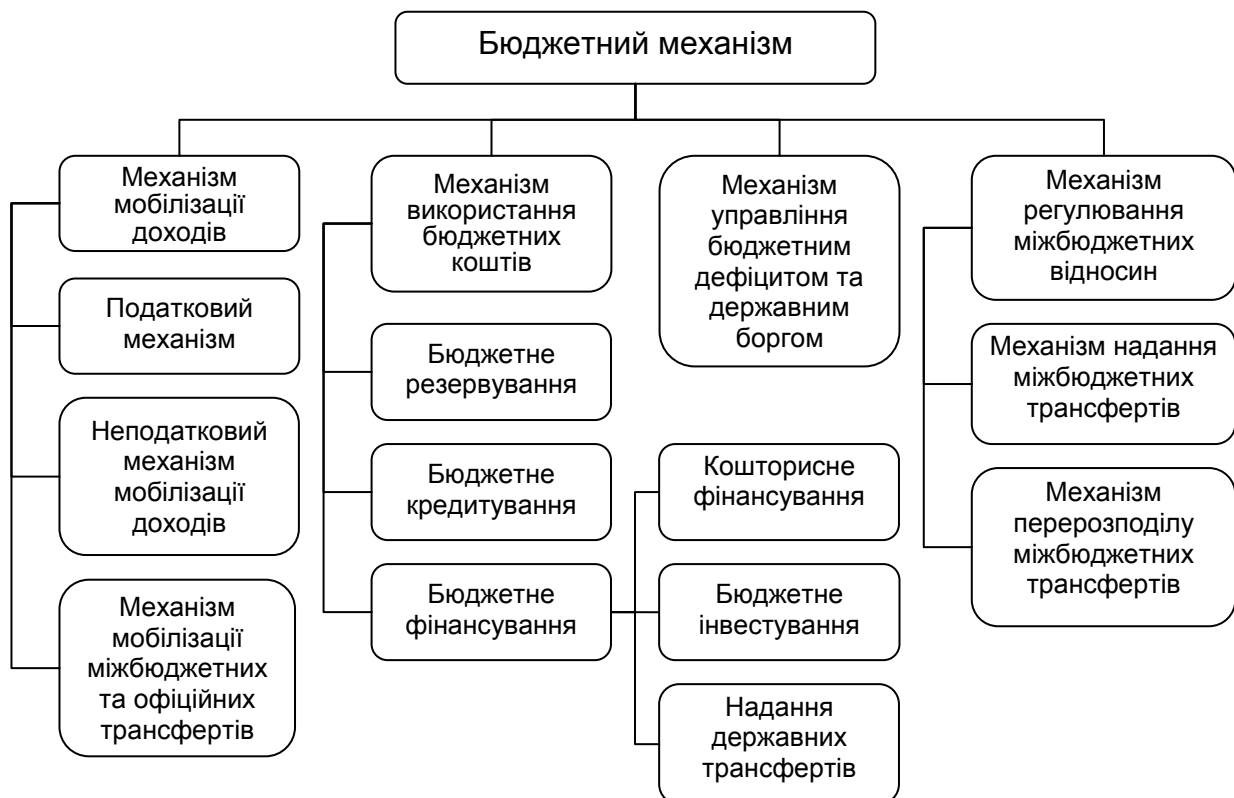 Бюджетний механізм
Механізм
мобілізації
доходів
Податковий
механізм
Неподатковий
механізм
мобілізації
доходів
Механізм
мобілізації
міжбюджетних
та офіційних
трансфертів
Механізм
використання
бюджетних
коштів
Бюджетне
резервування
Бюджетне
кредитування
Бюджетне
фінансування
Механізм
управління
бюджетним
дефіцитом та
державним
боргом
Кошторисне
фінансування
Бюджетне
інвестування
Надання
державних
трансфертів
Механізм
регулювання
міжбюджетних
відносин
Механізм надання
міжбюджетних
трансфертів
Механізм
перерозподілу
міжбюджетних
трансфертів